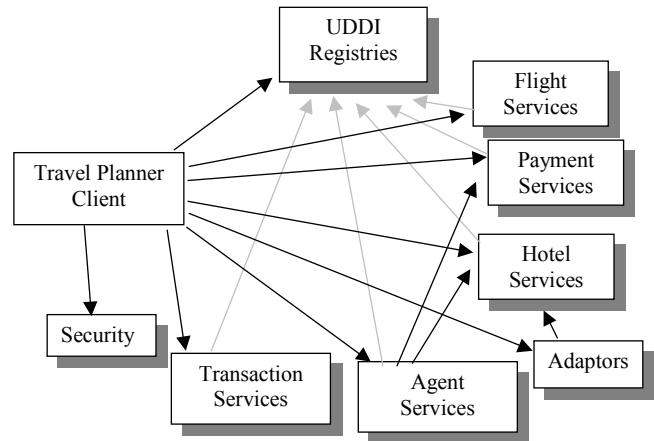 UDDI
Registries
Flight
Services
Travel Planner
Client
Payment
Services
Hotel
Services
Security
Transaction
Services
Agent
Services
Adaptors